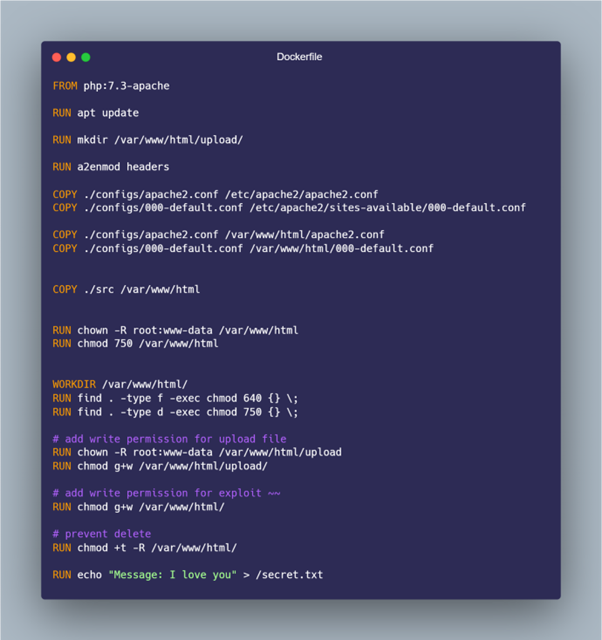 Dockerfile
FROM php:7.3-apache
RUN apt update
RUN mkdir /var/www/html/upload/
RUN a2enmod headers
COPY ./configs/apache2.conf /etc/apache2/apache2.conf
COPY ./configs/000-default.conf /etc/apache2/sites-available/000-default.conf
COPY ./configs/apache2.conf /var/www/html/apache2.conf
COPY ./configs/000-default.conf /var/www/html/000-default.conf
COPY ./src /var/www/html
RUN chown -R root:www-data /var/www/html
RUN chmod 750 /var/www/html
WORKDIR /var/www/html/
RUN find . -type f -exec chmod 640 {} \;
RUN find . -type d -exec chmod 750 {} \;
# add write permission for upload file
RUN chown -R root:www-data /var/www/html/upload
RUN chmod g+w /var/www/html/upload/
# add write permission for exploit ~~
RUN chmod g+w /var/www/html/
# prevent delete
RUN chmod +t -R /var/www/html/
RUN echo "Message: I love you" > /secret.txt